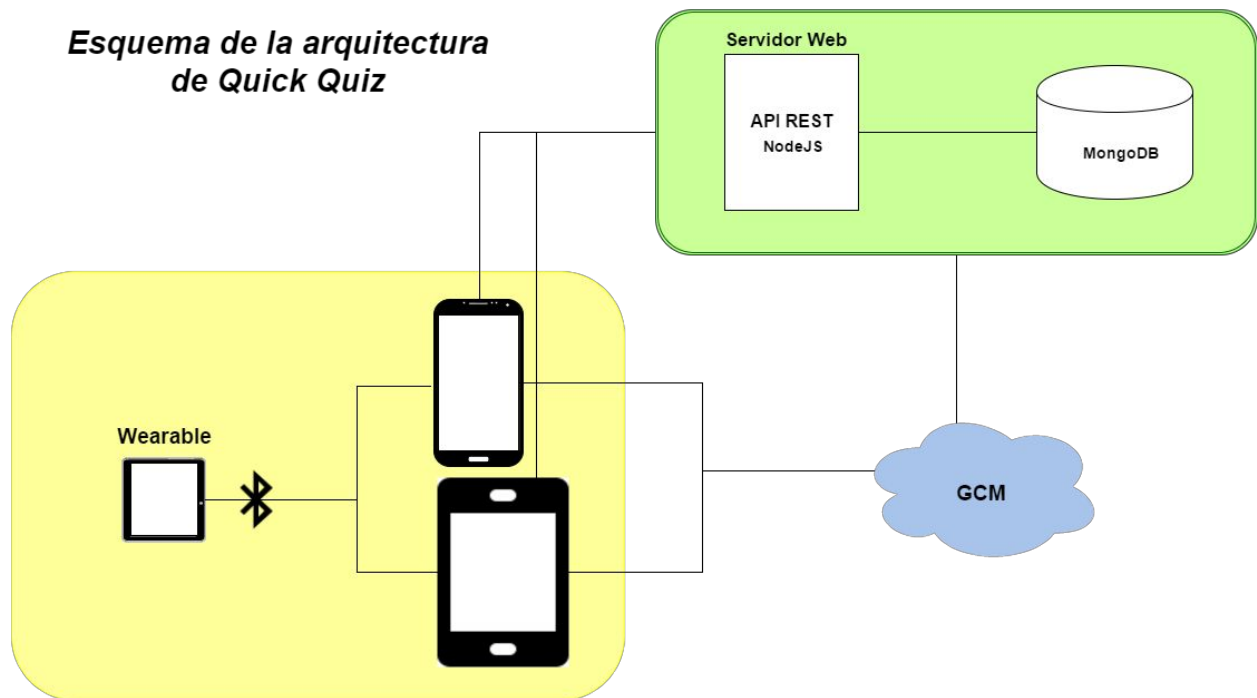 Esquema de la arquitectura
de Quick Quiz
Servidor Web
API REST
NodeJS
MongoDB
Wearable
GCM